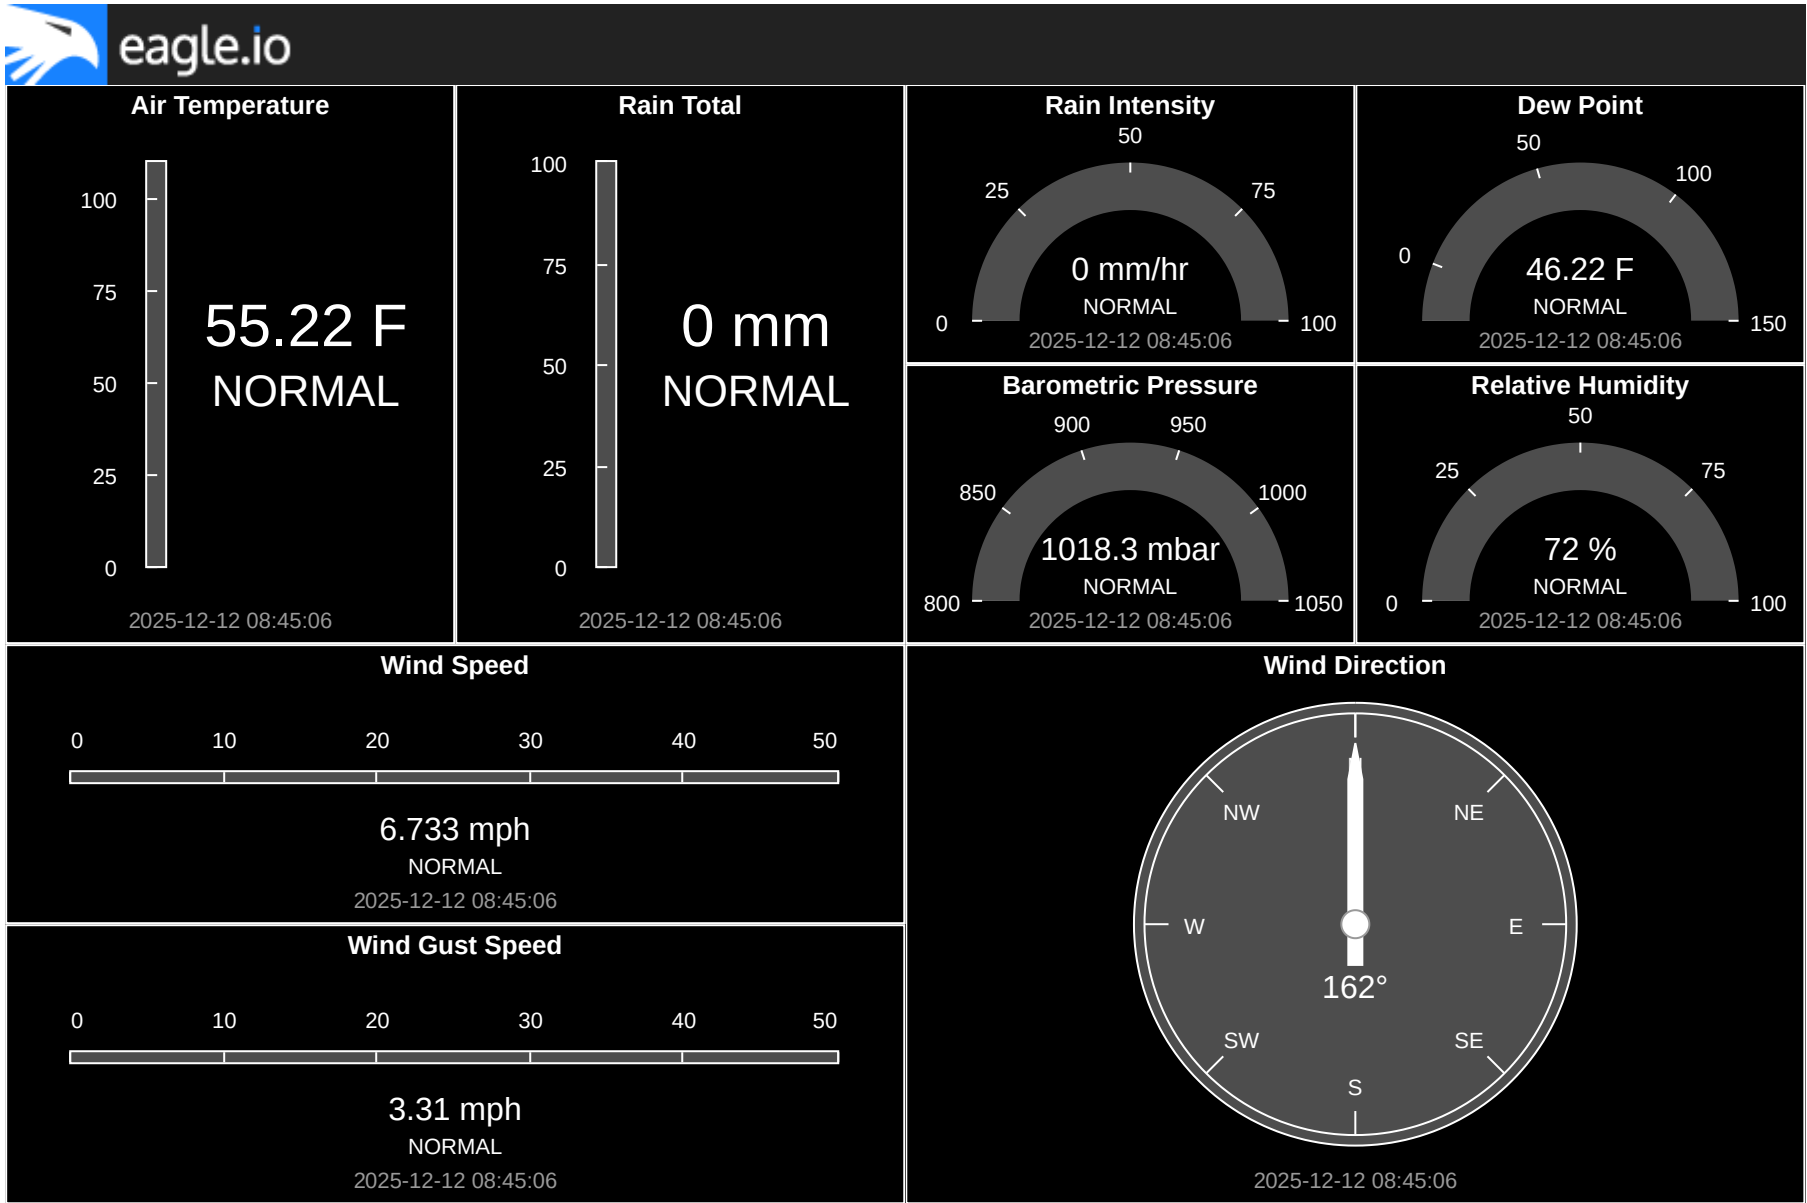 eagle.io
Air Temperature
100
75
50
25
0
55.22 F
NORMAL
2025-12-12 08:45:06
Rain Total
100
75
50
25
0
0 mm
NORMAL
2025-12-12 08:45:06
Rain Intensity
50
25
75
0
100
0 mm/hr
NORMAL
2025-12-12 08:45:06
Dew Point
50
100
0
150
46.22 F
NORMAL
2025-12-12 08:45:06
Barometric Pressure
900
950
850
1000
800
1050
1018.3 mbar
NORMAL
2025-12-12 08:45:06
Relative Humidity
50
25
75
0
100
72 %
NORMAL
2025-12-12 08:45:06
Wind Speed
0 10 20 30 40 50
6.733 mph
NORMAL
2025-12-12 08:45:06
Wind Gust Speed
0 10 20 30 40 50
3.31 mph
NORMAL
2025-12-12 08:45:06
Wind Direction
NW NE
W E
162°
SW SE
S
2025-12-12 08:45:06